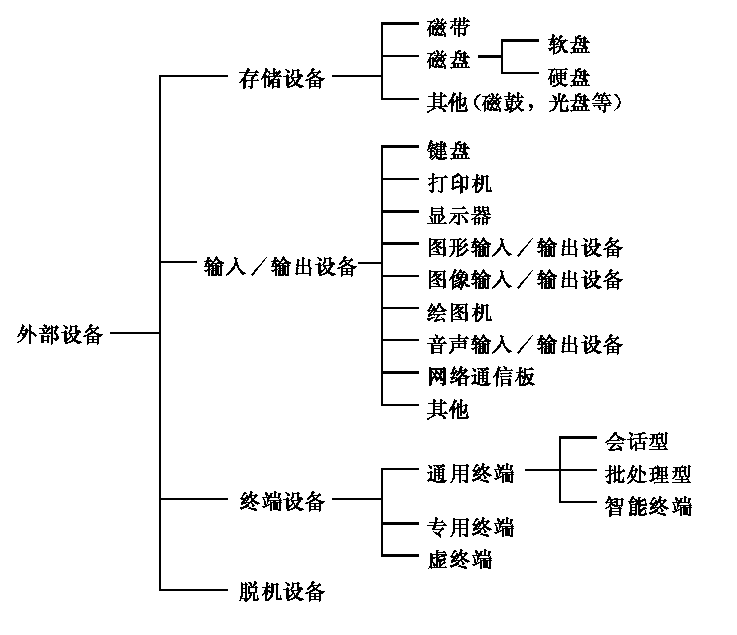 磁带
磁盘
软盘
存储设备
硬盘
其他(磁鼓，光盘等)
键盘
打印机
显示器
图形输入／输出设备
输入／输出设备
图像输入／输出设备
绘图机
外部设备
音声输入／输出设备
网络通信板
其他
会话型
通用终端
批处理型
终端设备
智能终端
专用终端
虚终端
脱机设备